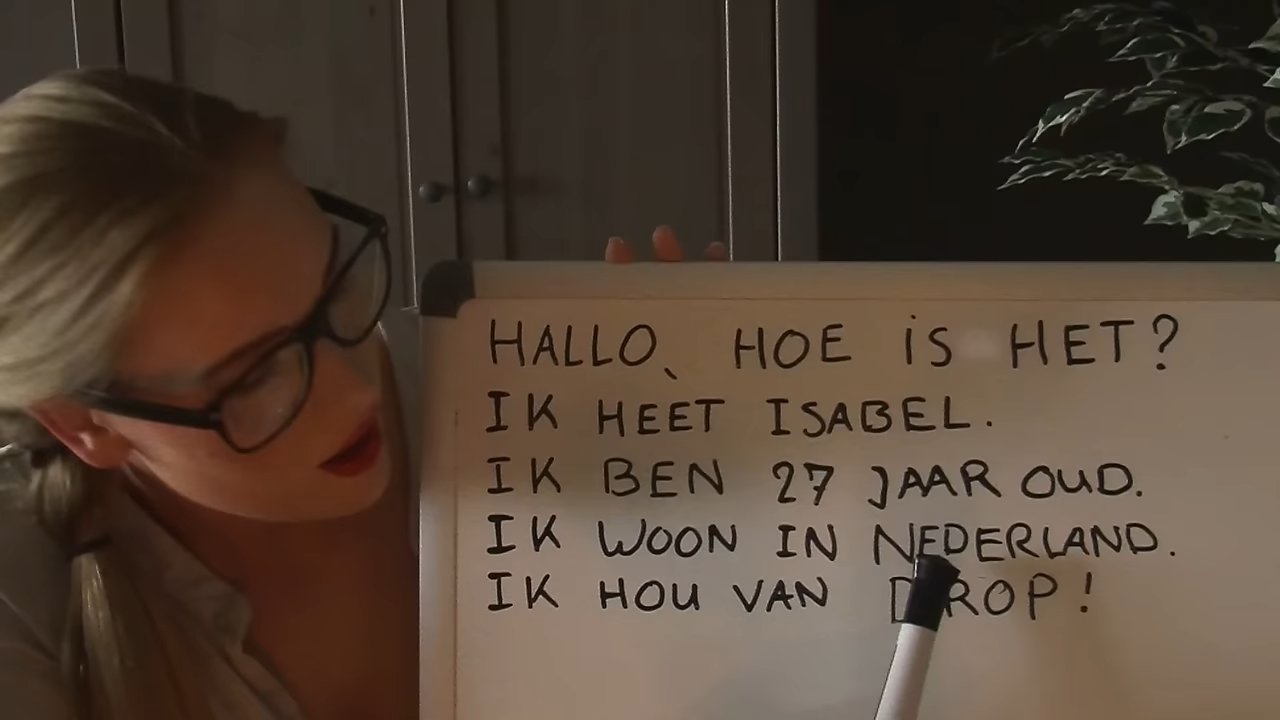 HALLO, HOE iS HET?
IK HEET ISABEL.
IK BEN 27 JAAR OUD.
IK WOON IN NEDERLAND.
IK HOU VAN DROP!